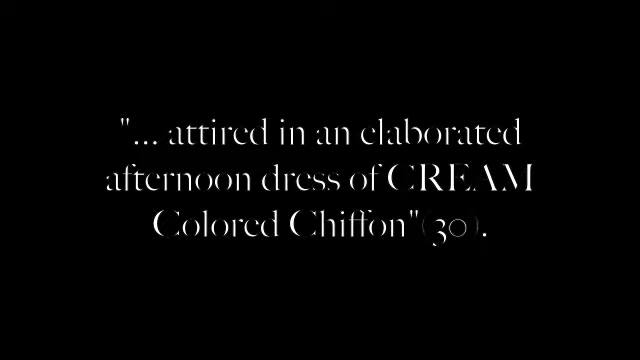 "... attired in an elaborated
afternoon dress of CREAM
Colored Chiffon"(30).